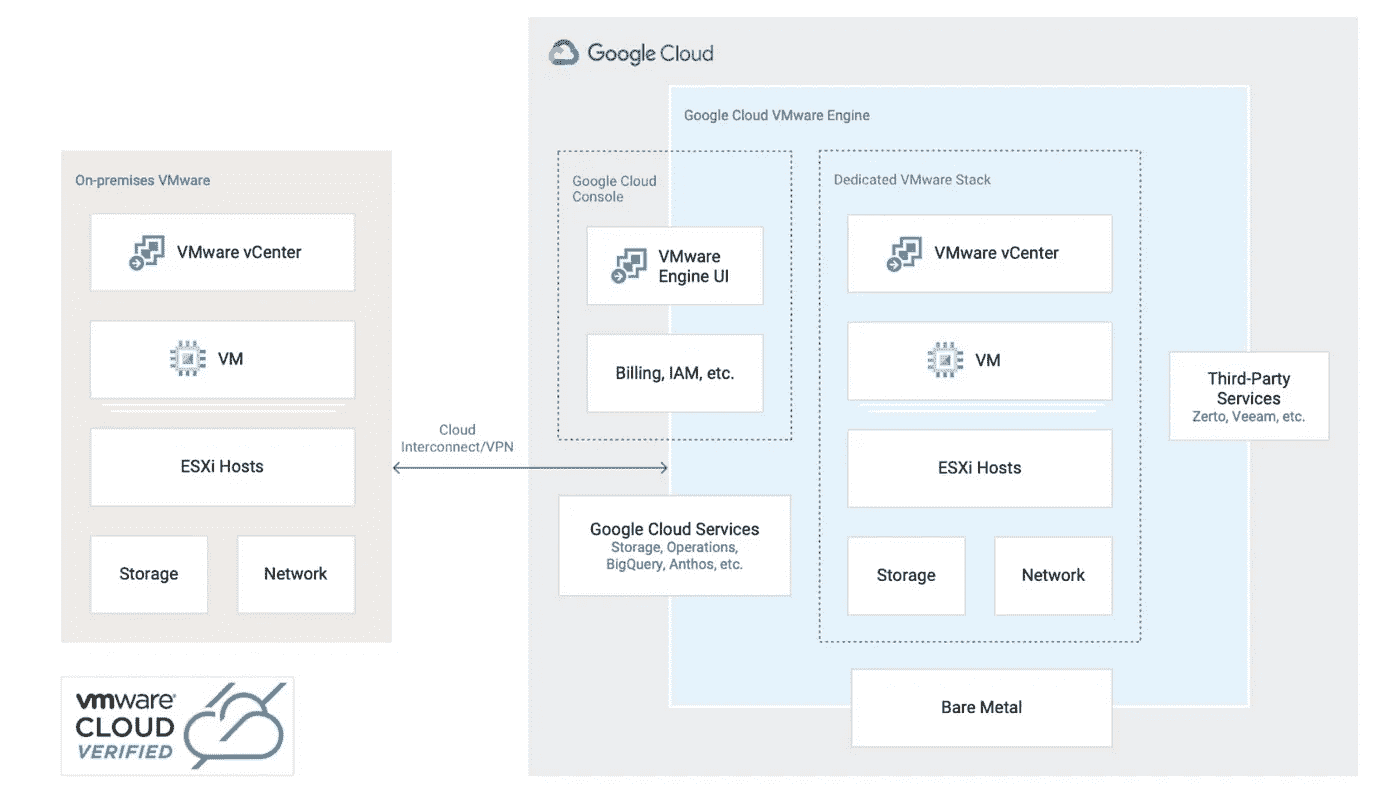 Google Cloud
Google Cloud VMware Engine
On-premises VMware
VMware vCenter
VM
ESXi Hosts
Storage
Network
Cloud
Interconnect/VPN
Google Cloud
Console
VMware
Engine UI
Billing, IAM, etc.
Google Cloud Services
Storage, Operations,
BigQuery, Anthos, etc.
Dedicated VMware Stack
VMware vCenter
VM
ESXi Hosts
Storage
Network
Bare Metal
Third-Party
Services
Zerto, Veeam, etc.
vmware®
CLOUD
VERIFIED